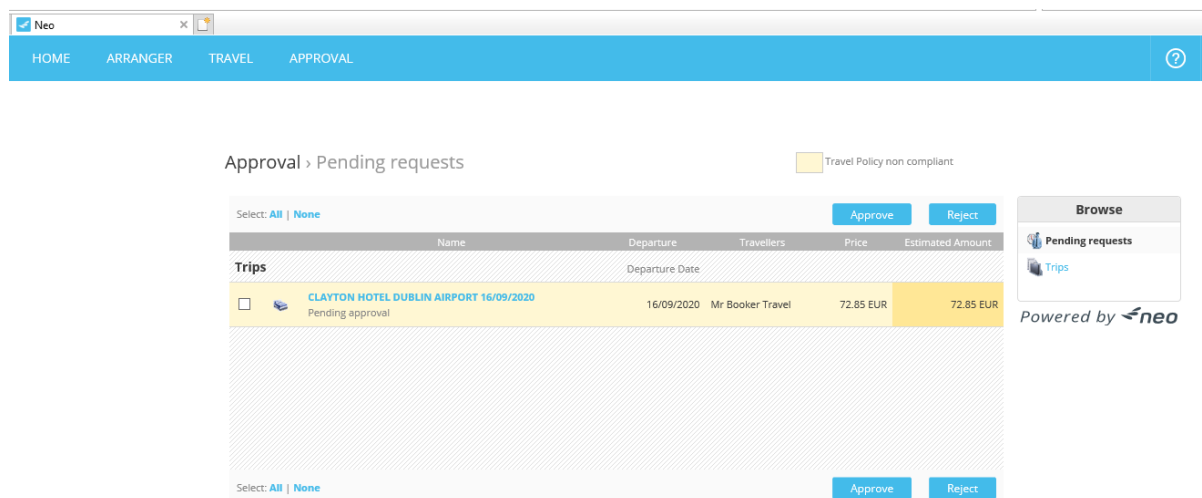 Neo
HOME ARRANGER TRAVEL APPROVAL ?
Approval › Pending requests
Travel Policy non compliant
Select: All | None Approve Reject
Name Departure Travellers Price Estimated Amount
Trips Departure Date
CLAYTON HOTEL DUBLIN AIRPORT 16/09/2020
Pending approval
16/09/2020 Mr Booker Travel 72.85 EUR 72.85 EUR
Select: All | None Approve Reject
Browse
Pending requests
Trips
Powered by neo